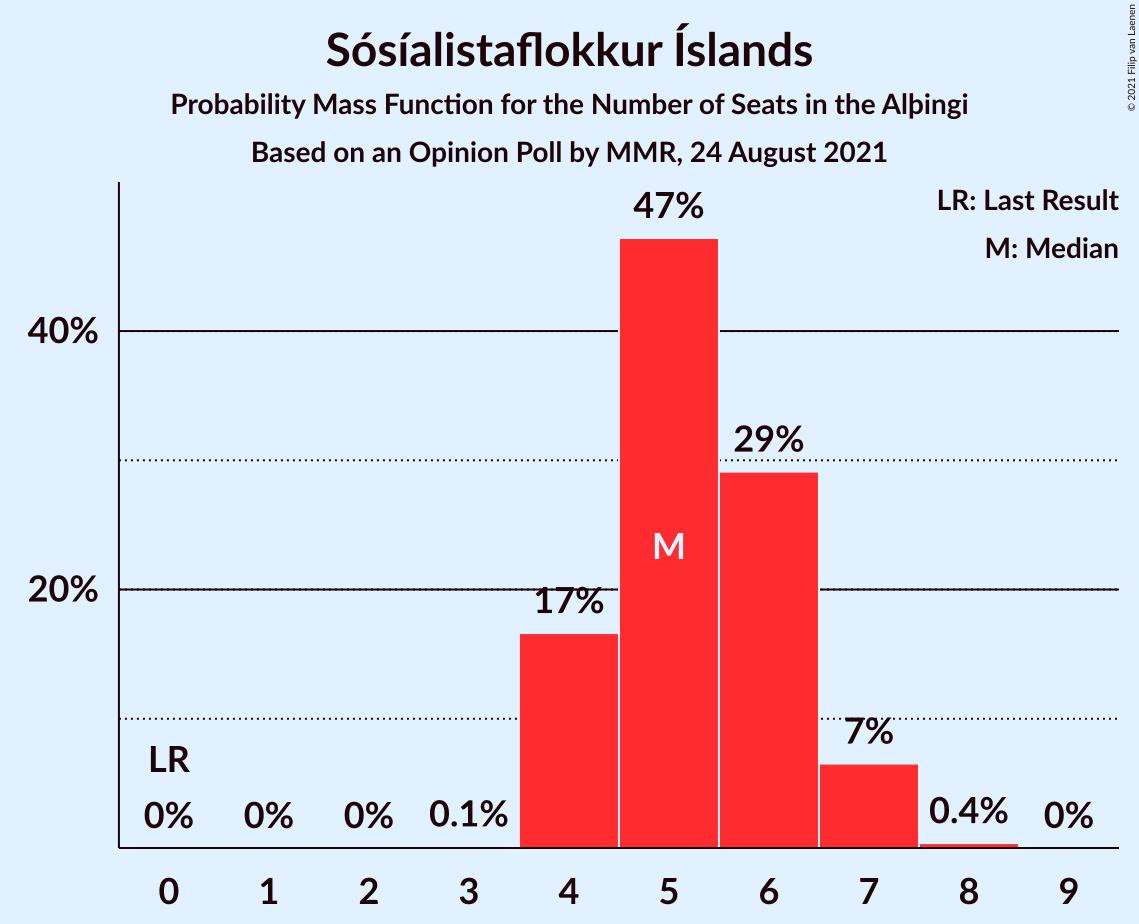 Sósíalistaflokkur Íslands
Probability Mass Function for the Number of Seats in the Alþingi
Based on an Opinion Poll by MMR, 24 August 2021
© 2021 Filip van Laenen
LR: Last Result
M: Median
47%
40%
29%
M
20%
17%
7%
LR
0% 0% 0% 0.1% 0.4% 0%
0 1 2 3 4 5 6 7 8 9